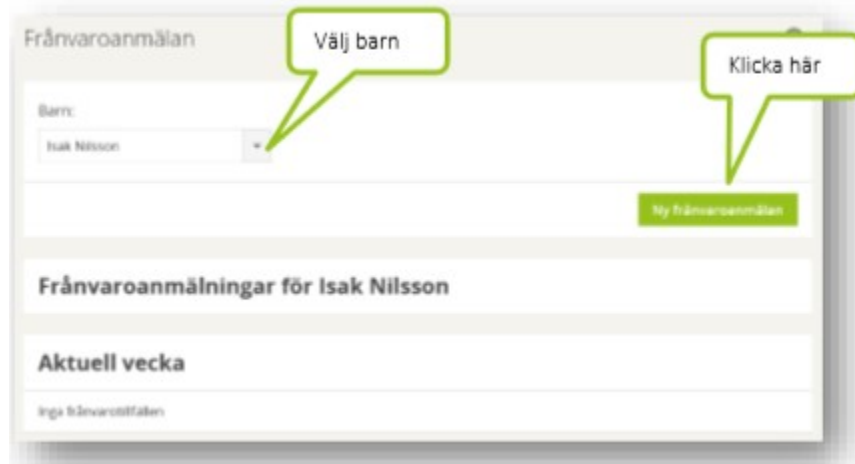 Frånvaroanmälan
Välj barn
Klicka här
Barn:
Isak Nilsson
Ny frånvaroanmälan
Frånvaroanmälningar för Isak Nilsson
Aktuell vecka
Inga frånvarotillfällen